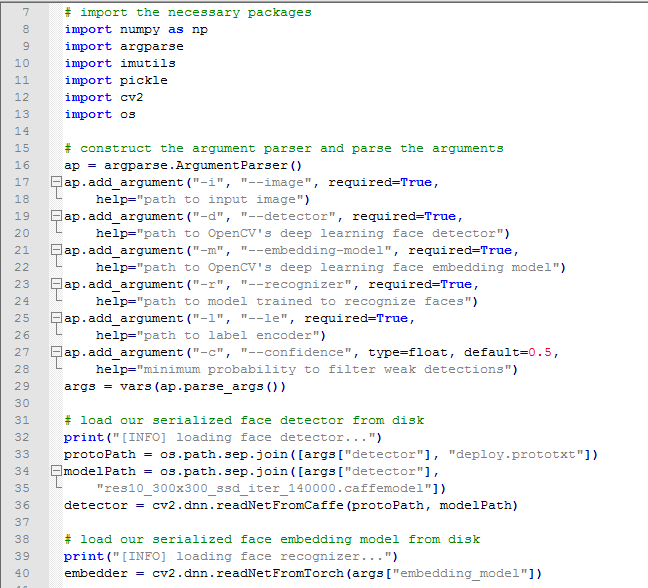 7 # import the necessary packages
8 import numpy as np
9 import argparse
10 import imutils
11 import pickle
12 import cv2
13 import os
14
15 # construct the argument parser and parse the arguments
16 ap = argparse.ArgumentParser()
17 ap.add_argument("-i", "--image", required=True,
18     help="path to input image")
19 ap.add_argument("-d", "--detector", required=True,
20     help="path to OpenCV's deep learning face detector")
21 ap.add_argument("-m", "--embedding-model", required=True,
22     help="path to OpenCV's deep learning face embedding model")
23 ap.add_argument("-r", "--recognizer", required=True,
24     help="path to model trained to recognize faces")
25 ap.add_argument("-l", "--le", required=True,
26     help="path to label encoder")
27 ap.add_argument("-c", "--confidence", type=float, default=0.5,
28     help="minimum probability to filter weak detections")
29 args = vars(ap.parse_args())
30
31 # load our serialized face detector from disk
32 print("[INFO] loading face detector...")
33 protoPath = os.path.sep.join([args["detector"], "deploy.prototxt"])
34 modelPath = os.path.sep.join([args["detector"],
35     "res10_300x300_ssd_iter_140000.caffemodel"])
36 detector = cv2.dnn.readNetFromCaffe(protoPath, modelPath)
37
38 # load our serialized face embedding model from disk
39 print("[INFO] loading face recognizer...")
40 embedder = cv2.dnn.readNetFromTorch(args["embedding_model"])